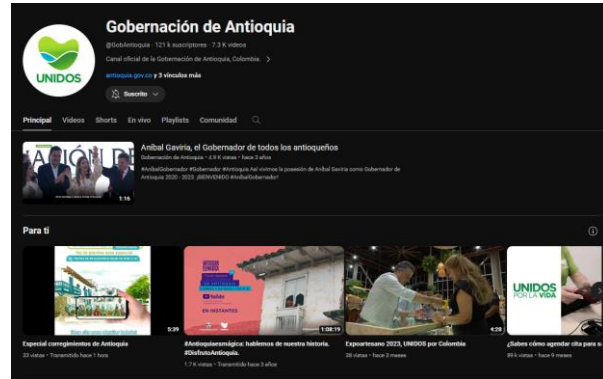 Gobernación de Antioquia
@GobAntioquia · 121 k suscriptores · 7.3 K videos
Canal oficial de la Gobernación de Antioquia, Colombia. >
antioquia.gov.co y 3 vínculos más
UNIDOS
Suscrito
Principal Videos Shorts En vivo Playlists Comunidad
Aníbal Gaviria, el Gobernador de todos los antioqueños
Gobernación de Antioquia • 4.9 K vistas • hace 3 años
#AníbalGobernador #Gobernador #Antioquia Así vivimos la posesión de Aníbal Gaviria como Gobernador de
Antioquia 2020 - 2023. ¡BIENVENIDO #AníbalGobernador!
1:16
Para ti
EN INSTANTES
YouTube
UNIDOS
POR LA VIDA
5:39
1:08:19
4:28
Especial corregimientos de Antioquia
23 vistas • Transmitido hace 1 hora
#Antioquiaesmágica: hablemos de nuestra historia.
#DisfrutoAntioquia.
1.7 K vistas • Transmitido hace 3 años
Expoartesano 2023, UNIDOS por Colombia
38 vistas • hace 3 meses
¿Sabes cómo agendar cita para s
89 k vistas • hace 9 meses